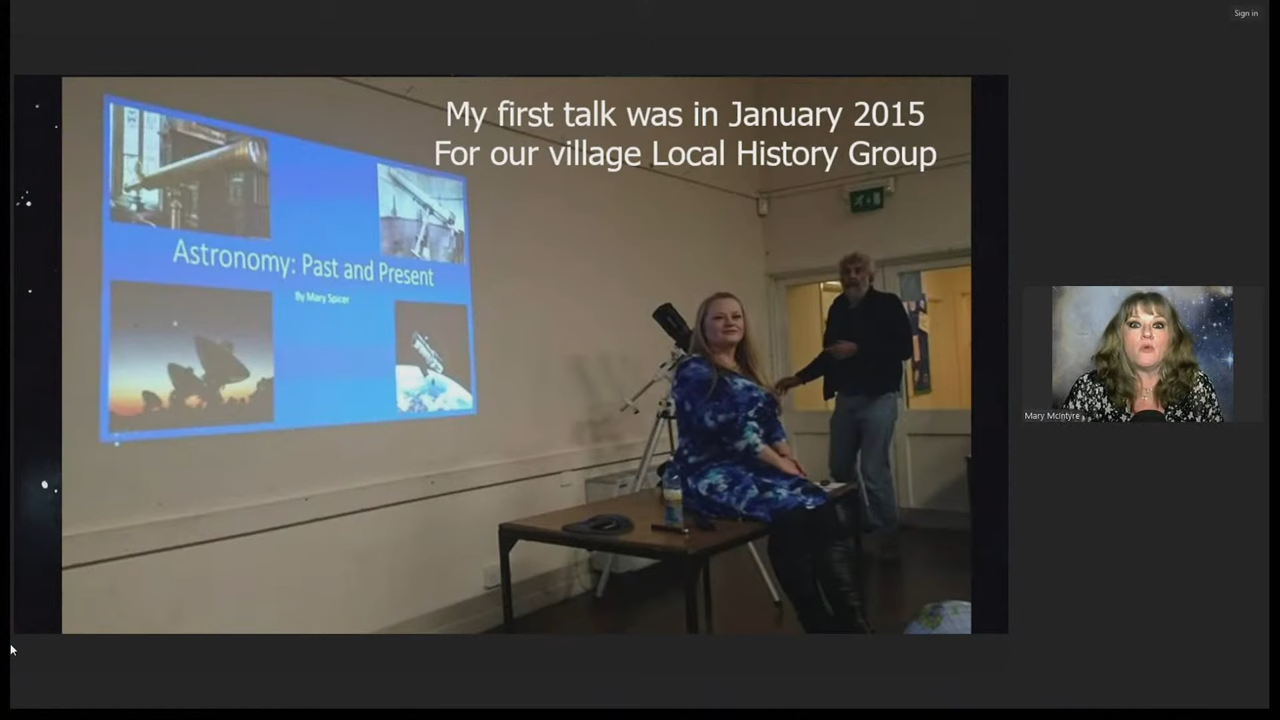 Sign in
My first talk was in January 2015
For our village Local History Group
Astronomy: Past and Present
By Mary Spicer
Mary McIntyre